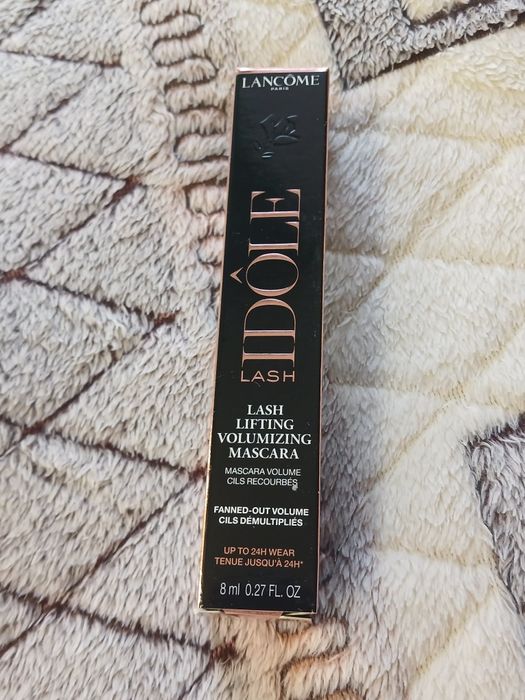 LANCÔME
PARIS
IDÔLE
LASH
LASH
LIFTING
VOLUMIZING
MASCARA
MASCARA VOLUME
CILS RECOURBÉS
FANNED-OUT VOLUME
CILS DÉMULTIPLIÉS
UP TO 24H WEAR
TENUE JUSQU'À 24H*
8 ml 0.27 FL. OZ